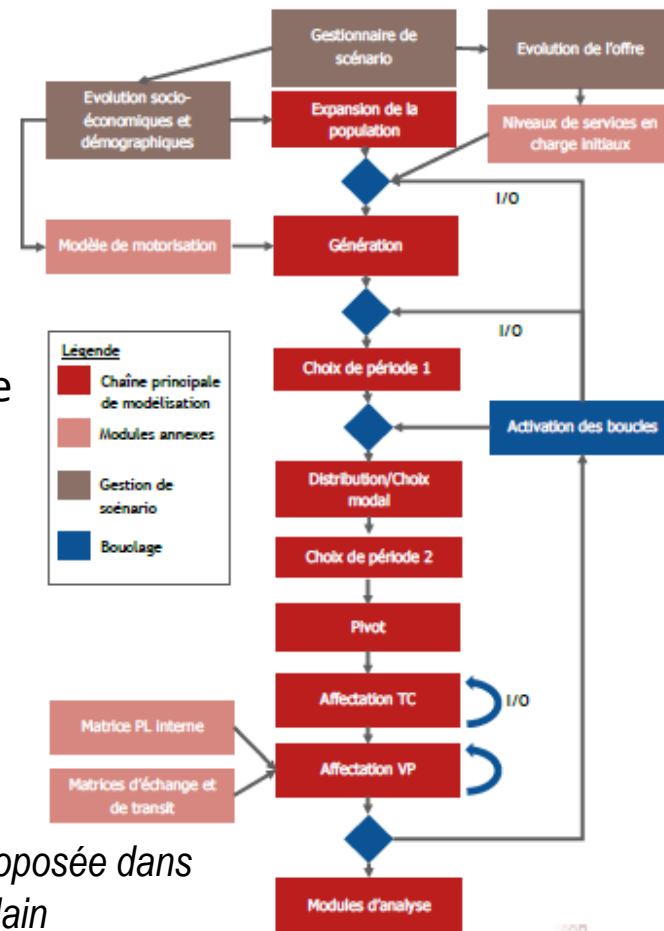 Gestionnaire de
scénario
Evolution de l'offre
Evolution socio-
économiques et
démographiques
Expansion de la
population
Niveaux de services en
charge initiaux
I/O
Modèle de motorisation
Génération
I/O
Légende
Chaîne principale
de modélisation
Modules annexes
Gestion de
scénario
Bouclage
e
Choix de période 1
Activation des boucles
Distribution/Choix
modal
Choix de période 2
Pivot
Affectation TC
I/O
Matrice PL interne
Affectation VP
Matrices d'échange et
de transit
oposée dans
lain
Modules d'analyse